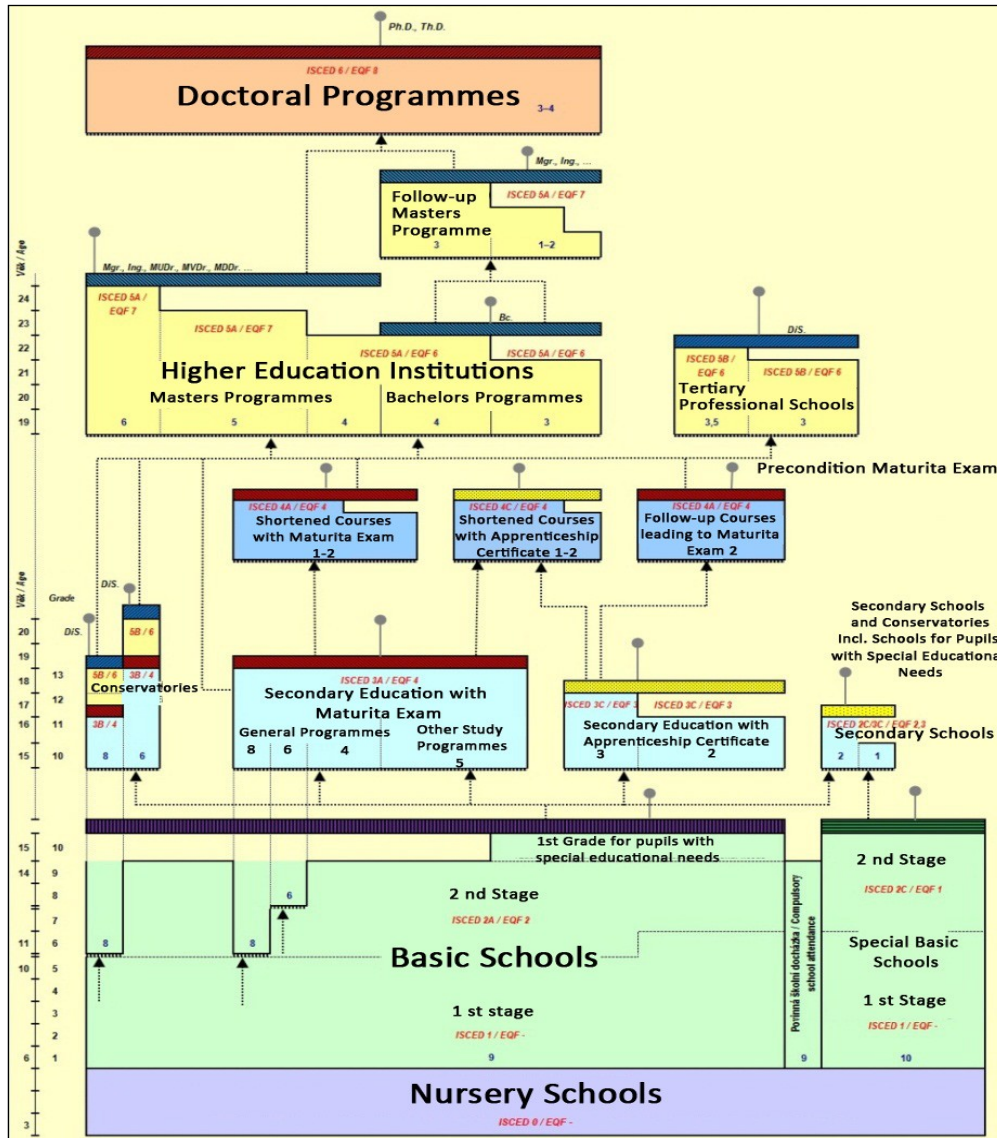 Ph.D., Th.D.
ISCED 6 / EQF 8
Doctoral Programmes
3–4
Mgr., Ing., ...
Follow-up
Masters
Programme
ISCED 5A / EQF 7
3
1–2
Věk / Age
Mgr., Ing., MUDr., MVDr., MDDr. ...
24
23
22
21
20
19
ISCED 5A /
EQF 7
ISCED 5A / EQF 7
Bc.
ISCED 5A / EQF 6
ISCED 5A / EQF 6
Higher Education Institutions
Masters Programmes
Bachelors Programmes
6
5
4
4
3
DiS.
ISCED 5B /
EQF 6
ISCED 5B / EQF 6
Tertiary
Professional Schools
3,5
3
Precondition Maturita Exam
ISCED 4A / EQF 4
Shortened Courses
with Maturita Exam
1-2
ISCED 4C / EQF 4
Shortened Courses
with Apprenticeship
Certificate 1-2
ISCED 4A / EQF 4
Follow-up Courses
leading to Maturita
Exam 2
Věk / Age
Grade
20
19
18
17
16
15
13
12
11
10
DiS.
DiS.
5B / 6
5B / 6
3B / 4
Conservatories
3B / 4
8
6
ISCED 3A / EQF 4
Secondary Education with
Maturita Exam
General Programmes
8
6
4
Other Study
Programmes
5
ISCED 3C / EQF 3
ISCED 3C / EQF 3
Secondary Education with
Apprenticeship Certificate
3
2
Secondary Schools
and Conservatories
Incl. Schools for Pupils
with Special Educational
Needs
ISCED 2C/3C / EQF 2,3
Secondary Schools
2
1
15
14
11
10
6
3
10
9
8
7
6
5
4
3
2
1
1st Grade for pupils with
special educational needs
8
8
6
2 nd Stage
ISCED 2A / EQF 2
Basic Schools
1 st stage
ISCED 1 / EQF -
9
Povinná školní docházka / Compulsory
school attendance
9
2 nd Stage
ISCED 2C / EQF 1
Special Basic
Schools
1 st Stage
ISCED 1 / EQF -
10
Nursery Schools
ISCED 0 / EQF -